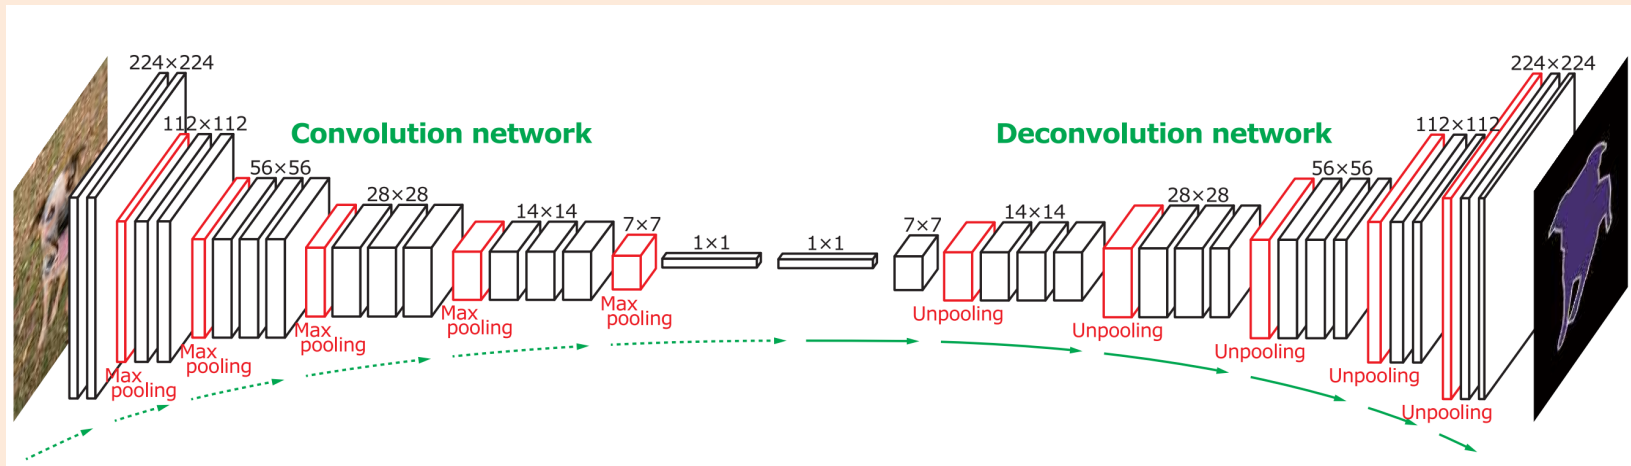 224×224
112×112
Convolution network
56×56
28×28
14×14
7×7
1×1
1×1
7×7
14×14
28×28
56×56
Deconvolution network
112×112
224×224
Max
pooling
Max
pooling
Max
pooling
Max
pooling
Max
pooling
Unpooling
Unpooling
Unpooling
Unpooling
Unpooling